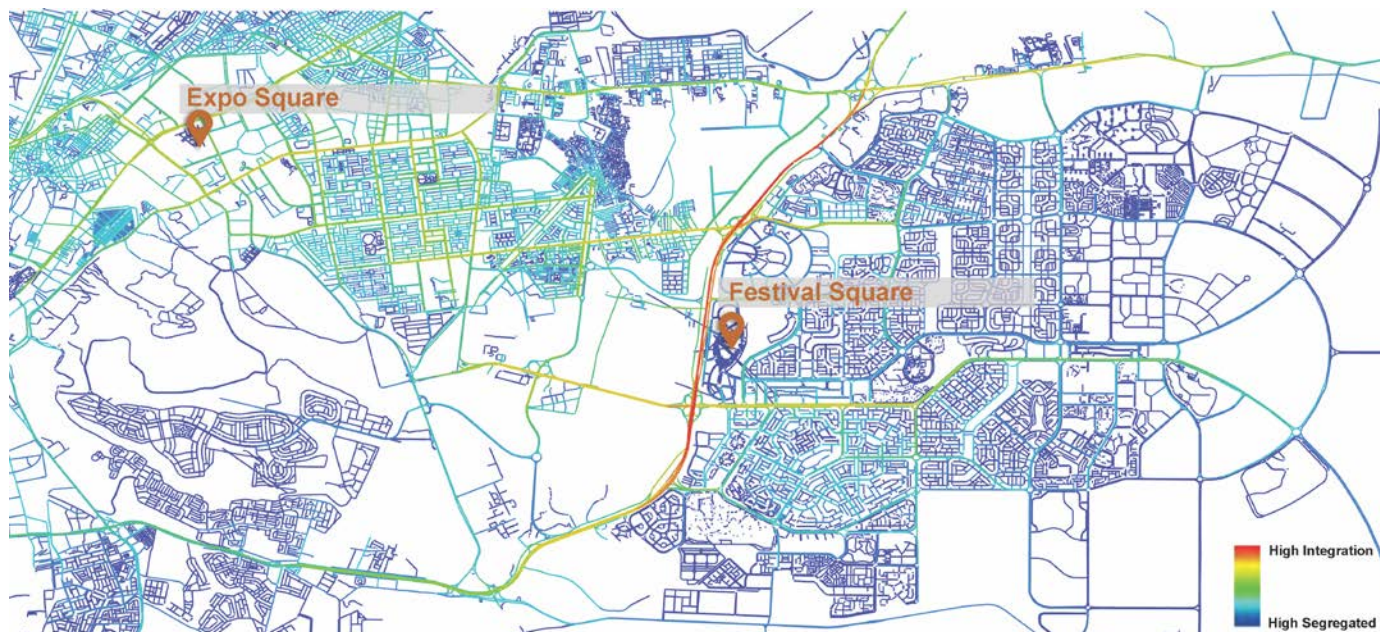 Expo Square
Festival Square
High Integration
High Segregated